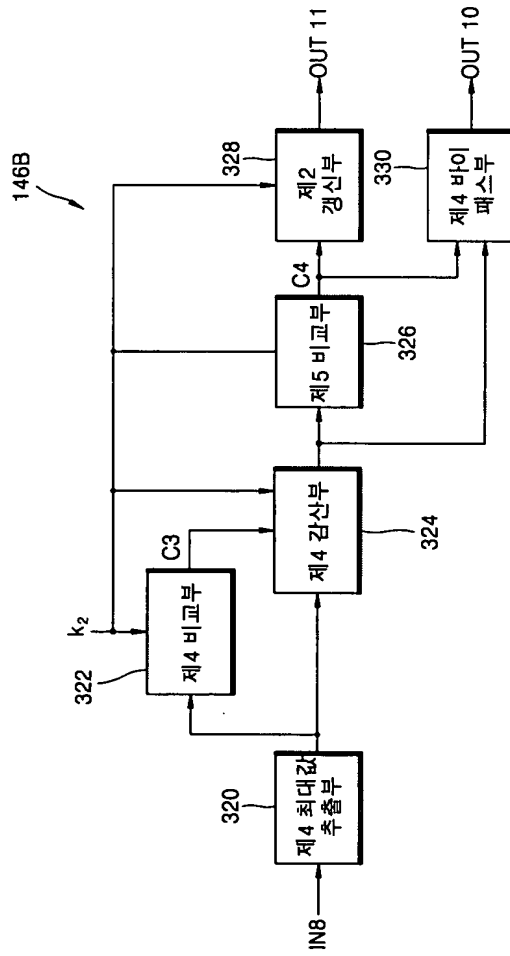 146B
k₂
322
제4 비교부
C3
320
제4 최대값
추출부
IN8
제4 감산부
324
제5 비교부
326
C4
328
제2
갱신부
OUT 11
330
제4 바이
패스부
OUT 10